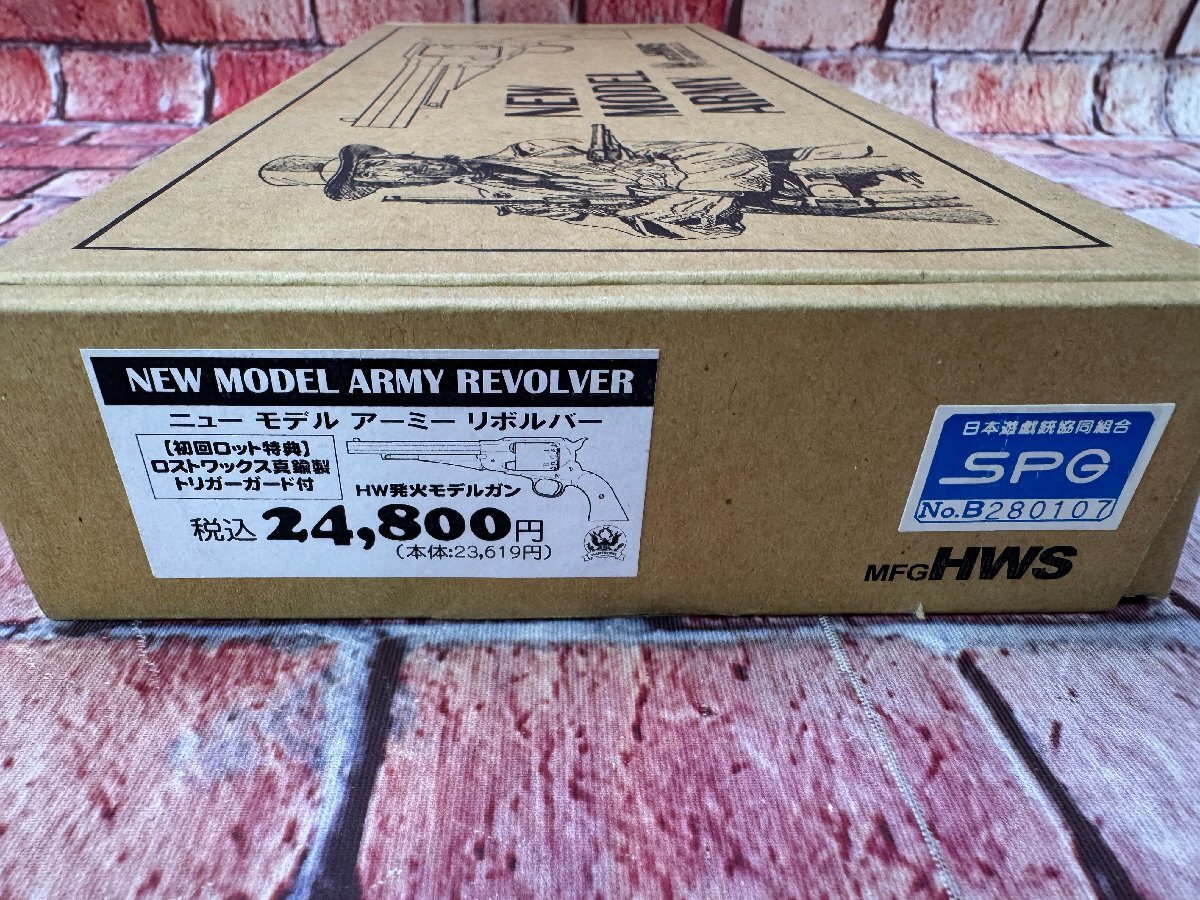 NEW
MODEL
ARMY
NEW MODEL ARMY REVOLVER
ニュー モデル アーミー リボルバー
【初回ロット特典】
ロストワックス真鍮製
トリガーガード付
HW発火モデルガン
税込 24,800円
(本体:23,619円)
日本遊戯銃協同組合
SPG
No.B280107
MFG HWS